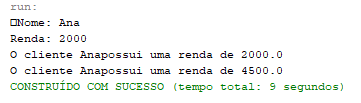 run:
Nome: Ana
Renda: 2000
O cliente Anapossui uma renda de 2000.0
O cliente Anapossui uma renda de 4500.0
CONSTRUÍDO COM SUCESSO (tempo total: 9 segundos)